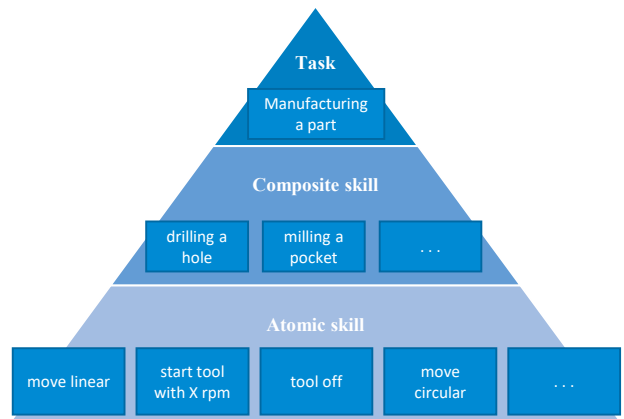 Task
Manufacturing
a part
Composite skill
drilling a
hole
milling a
pocket
. . .
Atomic skill
move linear
start tool
with X rpm
tool off
move
circular
. . .